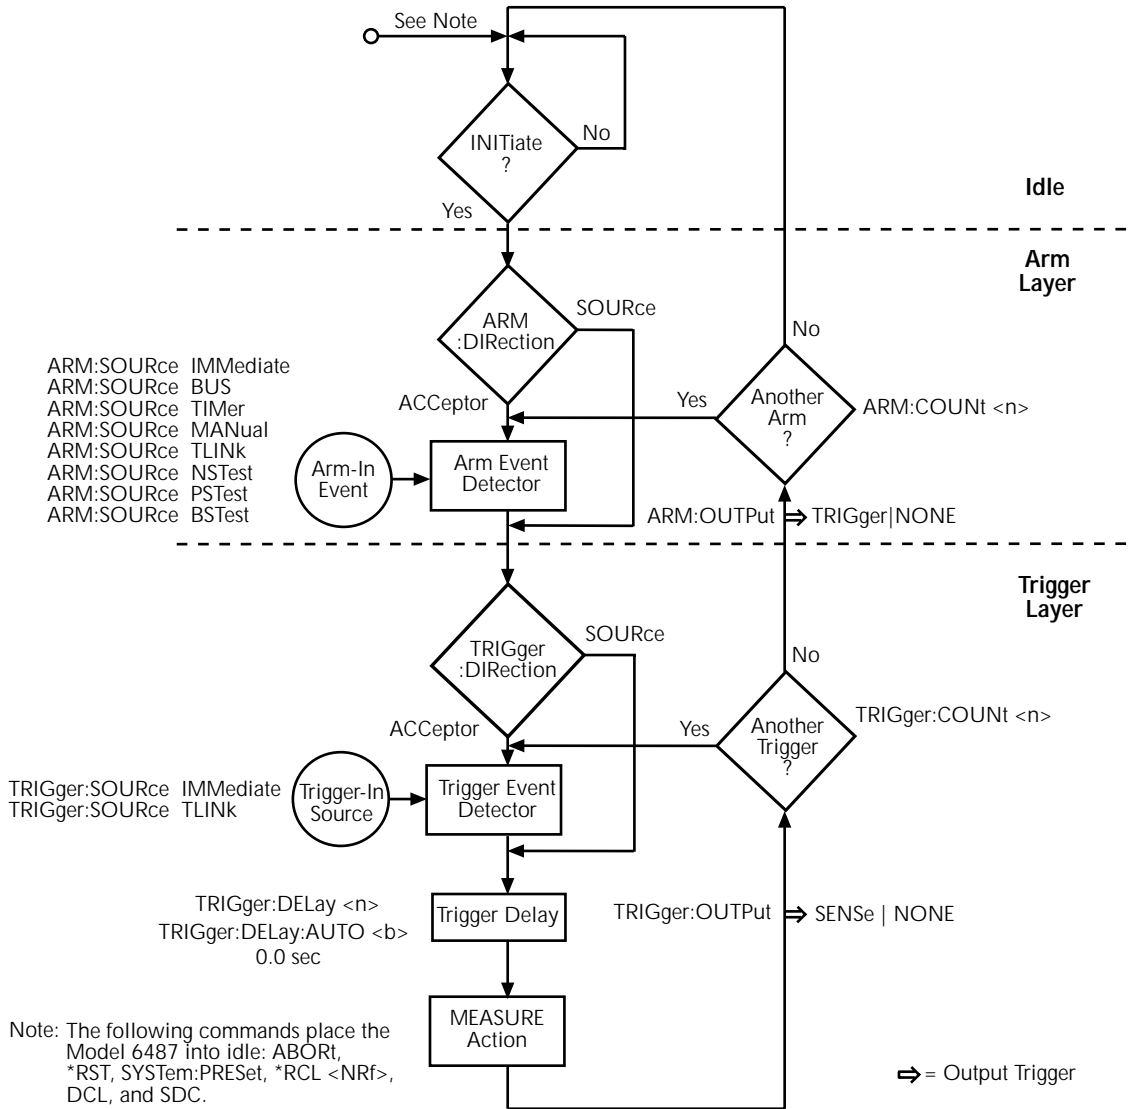 See Note
INITiate
?
No
Yes
Idle
Arm
Layer
ARM
:DIRection
SOURce
ACCeptor
No
Yes
Another
Arm
?
ARM:COUNt <n>
ARM:SOURce IMMediate
ARM:SOURce BUS
ARM:SOURce TIMer
ARM:SOURce MANual
ARM:SOURce TLINk
ARM:SOURce NSTest
ARM:SOURce PSTest
ARM:SOURce BSTest
Arm-In
Event
Arm Event
Detector
ARM:OUTPut ⇒ TRIGger|NONE
Trigger
Layer
TRIGger
:DIRection
SOURce
ACCeptor
No
Yes
Another
Trigger
?
TRIGger:COUNt <n>
TRIGger:SOURce IMMediate
TRIGger:SOURce TLINk
Trigger-In
Source
Trigger Event
Detector
TRIGger:DELay <n>
TRIGger:DELay:AUTO <b>
0.0 sec
Trigger Delay
TRIGger:OUTPut ⇒ SENSe | NONE
MEASURE
Action
Note: The following commands place the
Model 6487 into idle: ABORt,
*RST, SYSTem:PRESet, *RCL <NRf>,
DCL, and SDC.
⇒ = Output Trigger